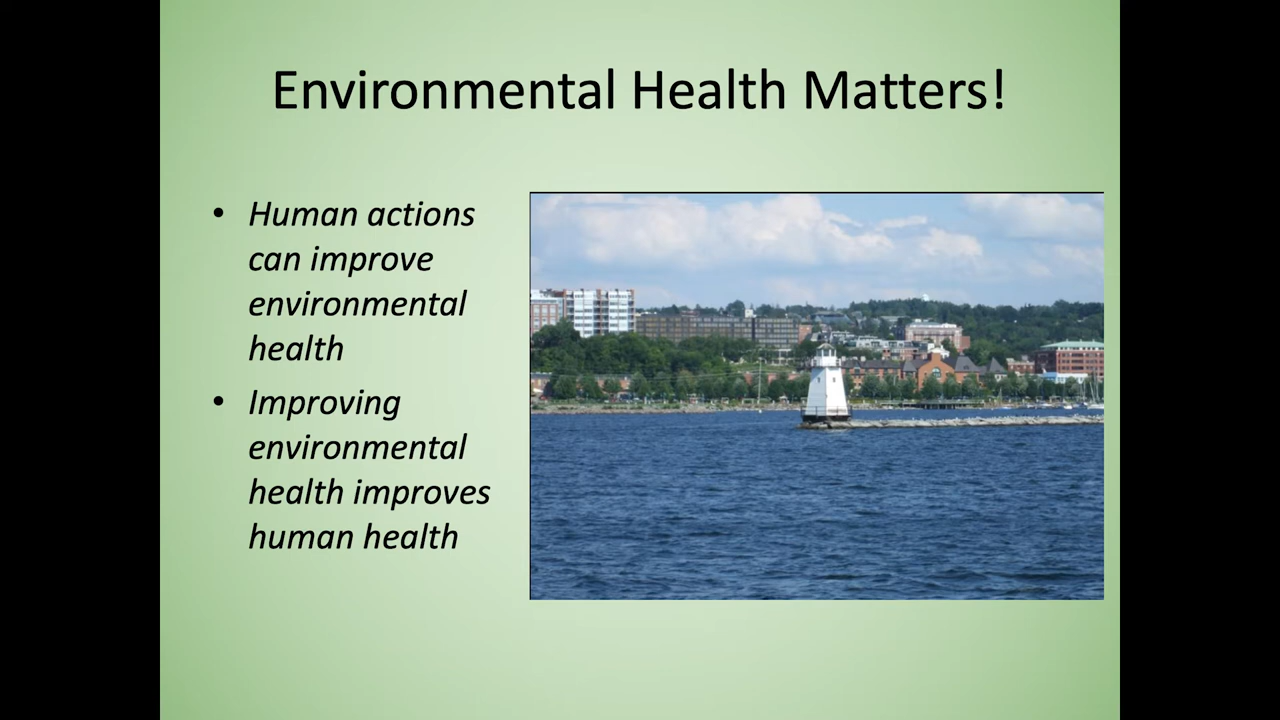 Environmental Health Matters!
• Human actions
can improve
environmental
health
• Improving
environmental
health improves
human health